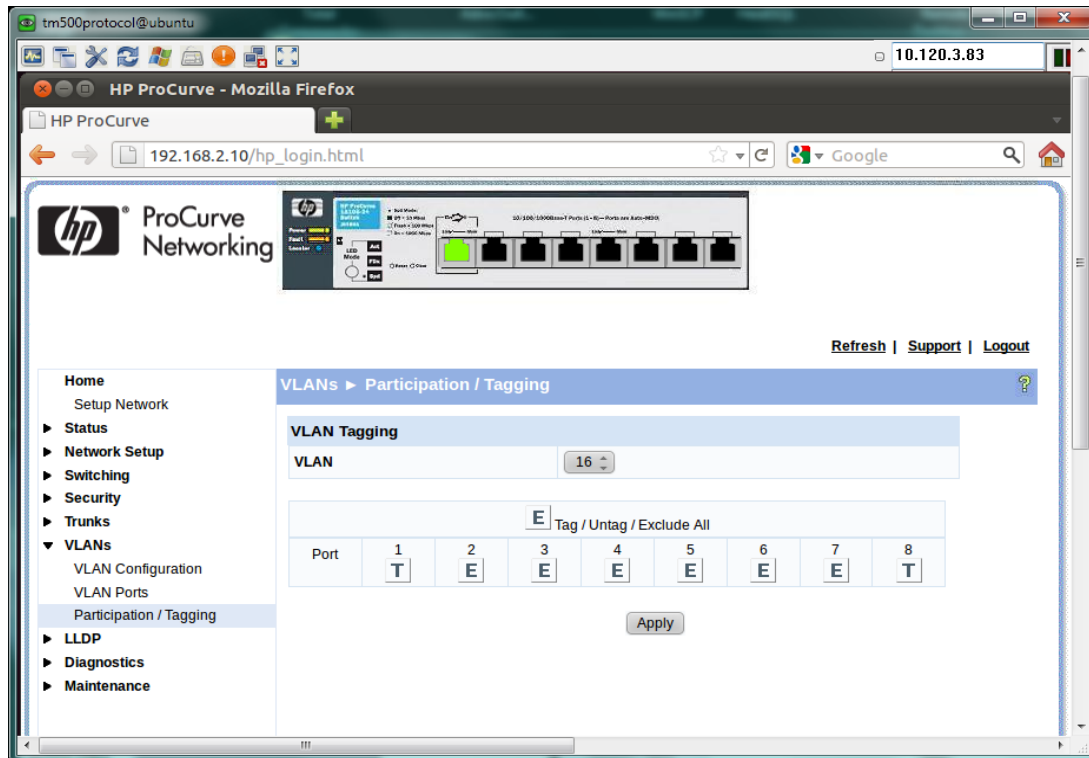 tm500protocol@ubuntu
10.120.3.83
HP ProCurve - Mozilla Firefox
HP ProCurve
192.168.2.10/hp_login.html
Google
hp
ProCurve
Networking
Refresh | Support | Logout
Home
Setup Network
Status
Network Setup
Switching
Security
Trunks
VLANs
VLAN Configuration
VLAN Ports
Participation / Tagging
LLDP
Diagnostics
Maintenance
VLANs ► Participation / Tagging
VLAN Tagging
VLAN 16
E Tag / Untag / Exclude All
Port 1 2 3 4 5 6 7 8
T E E E E E E T
Apply